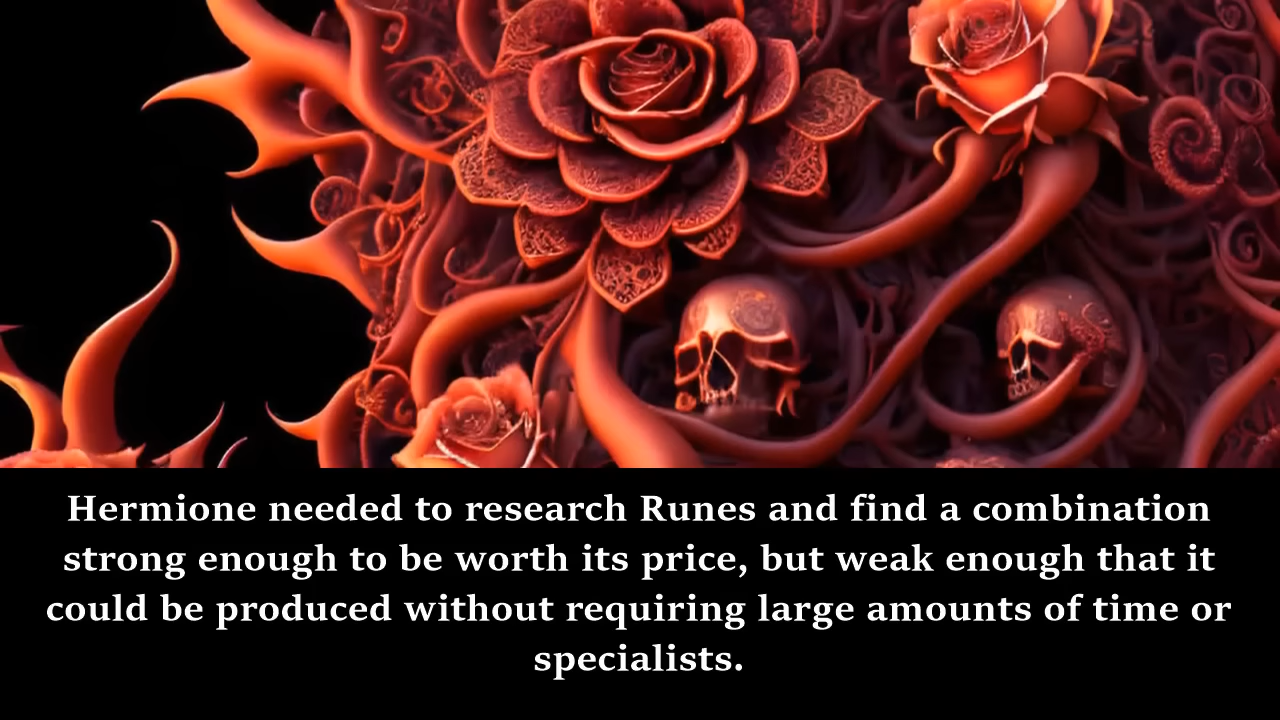 Hermione needed to research Runes and find a combination
strong enough to be worth its price, but weak enough that it
could be produced without requiring large amounts of time or
specialists.